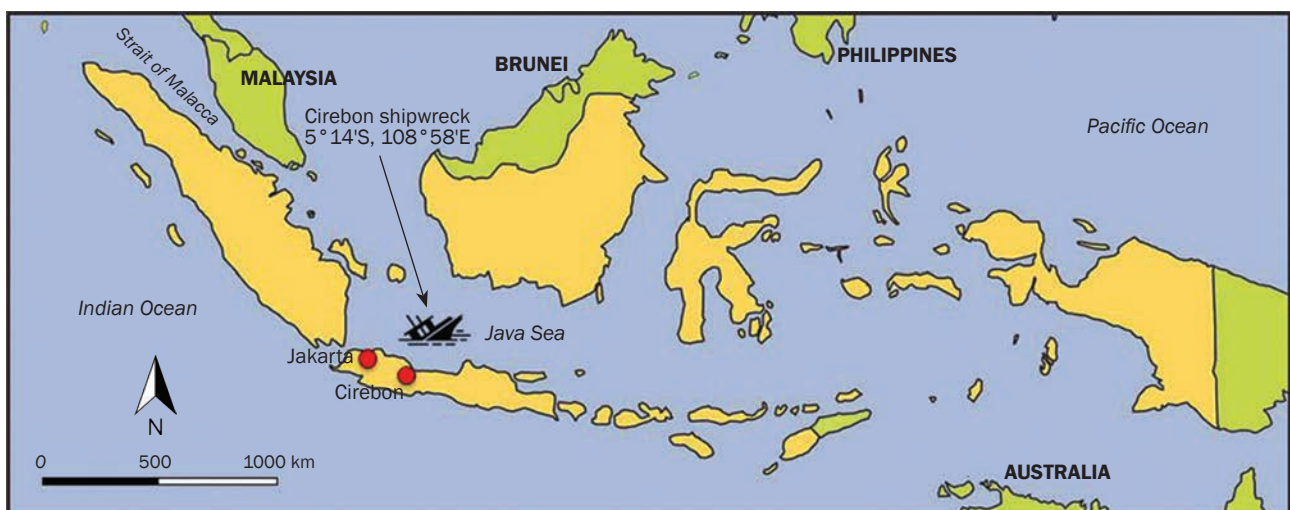 Strait of Malacca
MALAYSIA
BRUNEI
PHILIPPINES
Cirebon shipwreck
5°14'S, 108°58'E
Pacific Ocean
Indian Ocean
Java Sea
Jakarta
Cirebon
N
0 500 1000 km
AUSTRALIA